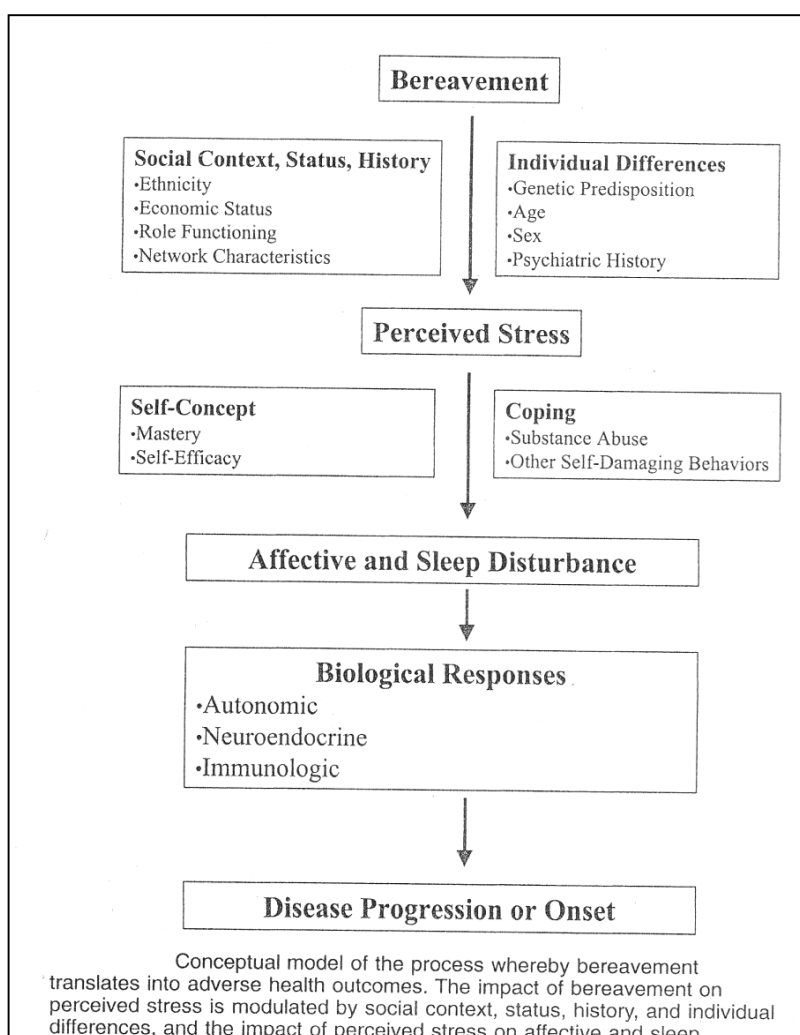 Bereavement
Social Context, Status, History
•Ethnicity
•Economic Status
•Role Functioning
•Network Characteristics
Individual Differences
•Genetic Predisposition
•Age
•Sex
•Psychiatric History
Perceived Stress
Self-Concept
•Mastery
•Self-Efficacy
Coping
•Substance Abuse
•Other Self-Damaging Behaviors
Affective and Sleep Disturbance
Biological Responses
•Autonomic
•Neuroendocrine
•Immunologic
Disease Progression or Onset
Conceptual model of the process whereby bereavement
translates into adverse health outcomes. The impact of bereavement on
perceived stress is modulated by social context, status, history, and individual
differences, and the impact of perceived stress on affective and sleep